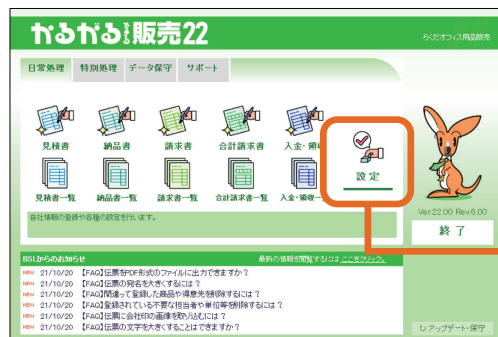 かるがるできる販売22
らくだオフィス用品販売
日常処理 特別処理 データ保守 サポート
見積書 納品書 請求書 合計請求書 入金・領収
設定
見積書一覧 納品書一覧 請求書一覧 合計請求書一覧 入金・領収一
自社情報の登録や各種の設定を行います。
Ver.22.00 Rev.6.00
終了
BSLからのお知らせ 最新の情報を閲覧するには ここをクリック。
NEW 21/10/20 【FAQ】伝票をPDF形式のファイルに出力できますか?
NEW 21/10/20 【FAQ】伝票の宛名を大きくするには?
NEW 21/10/20 【FAQ】間違って登録した商品や得意先を削除するには?
NEW 21/10/20 【FAQ】登録されている不要な担当者や単位等を削除するには?
NEW 21/10/20 【FAQ】伝票に会社印の画像を取り込むには?
NEW 21/10/20 【FAQ】伝票の文字を大きくすることはできますか?
アップデート・保守